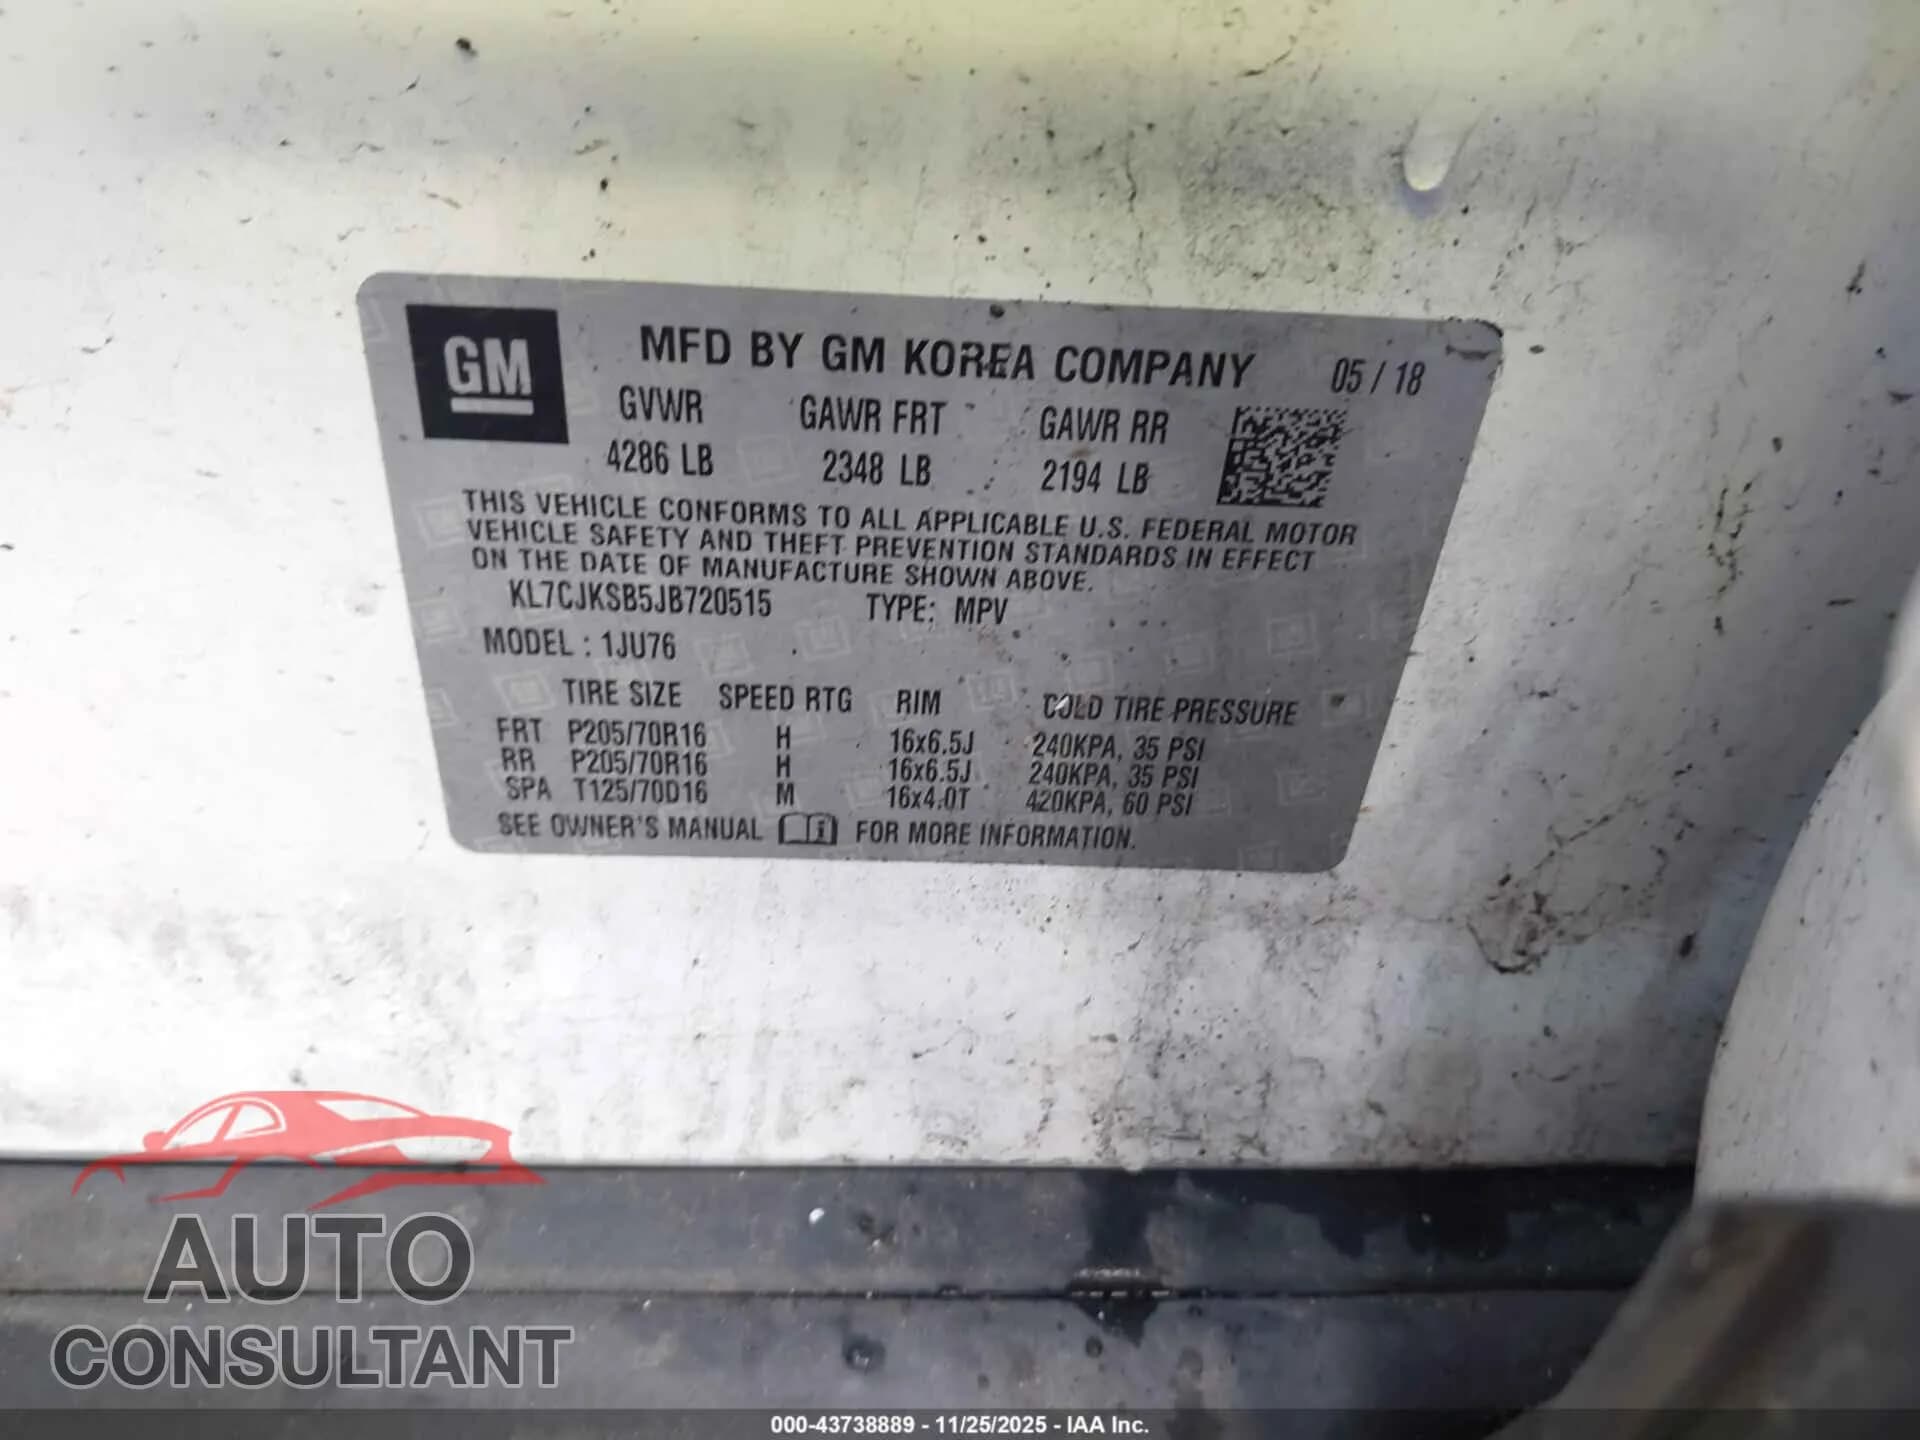 GM
MFD BY GM KOREA COMPANY 05 / 18
GVWR GAWR FRT GAWR RR
4286 LB 2348 LB 2194 LB
THIS VEHICLE CONFORMS TO ALL APPLICABLE U.S. FEDERAL MOTOR
VEHICLE SAFETY AND THEFT PREVENTION STANDARDS IN EFFECT
ON THE DATE OF MANUFACTURE SHOWN ABOVE.
KL7CJKSB5JB720515 TYPE: MPV
MODEL : 1JU76
TIRE SIZE SPEED RTG RIM COLD TIRE PRESSURE
FRT P205/70R16 H 16x6.5J 240KPA, 35 PSI
RR P205/70R16 H 16x6.5J 240KPA, 35 PSI
SPA T125/70D16 M 16x4.0T 420KPA, 60 PSI
SEE OWNER'S MANUAL FOR MORE INFORMATION.
AUTO
CONSULTANT
000-43738889 - 11/25/2025 - IAA Inc.